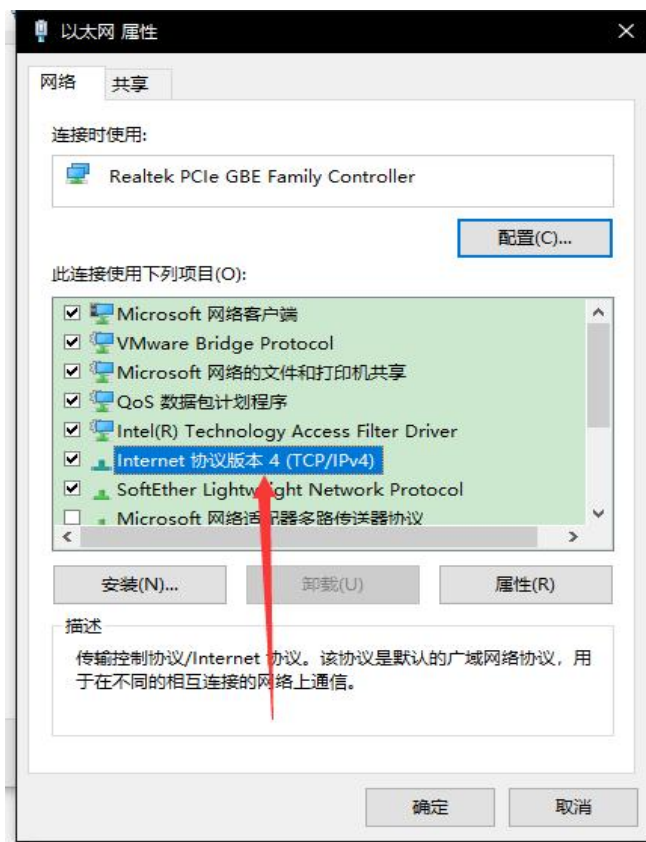 以太网 属性
网络 共享
连接时使用:
Realtek PCIe GBE Family Controller
配置(C)...
此连接使用下列项目(O):
Microsoft 网络客户端
VMware Bridge Protocol
Microsoft 网络的文件和打印机共享
QoS 数据包计划程序
Intel(R) Technology Access Filter Driver
Internet 协议版本 4 (TCP/IPv4)
SoftEther Lightweight Network Protocol
Microsoft 网络适配器多路传送器协议
安装(N)... 卸载(U) 属性(R)
描述
传输控制协议/Internet 协议。该协议是默认的广域网络协议，用
于在不同的相互连接的网络上通信。
确定 取消